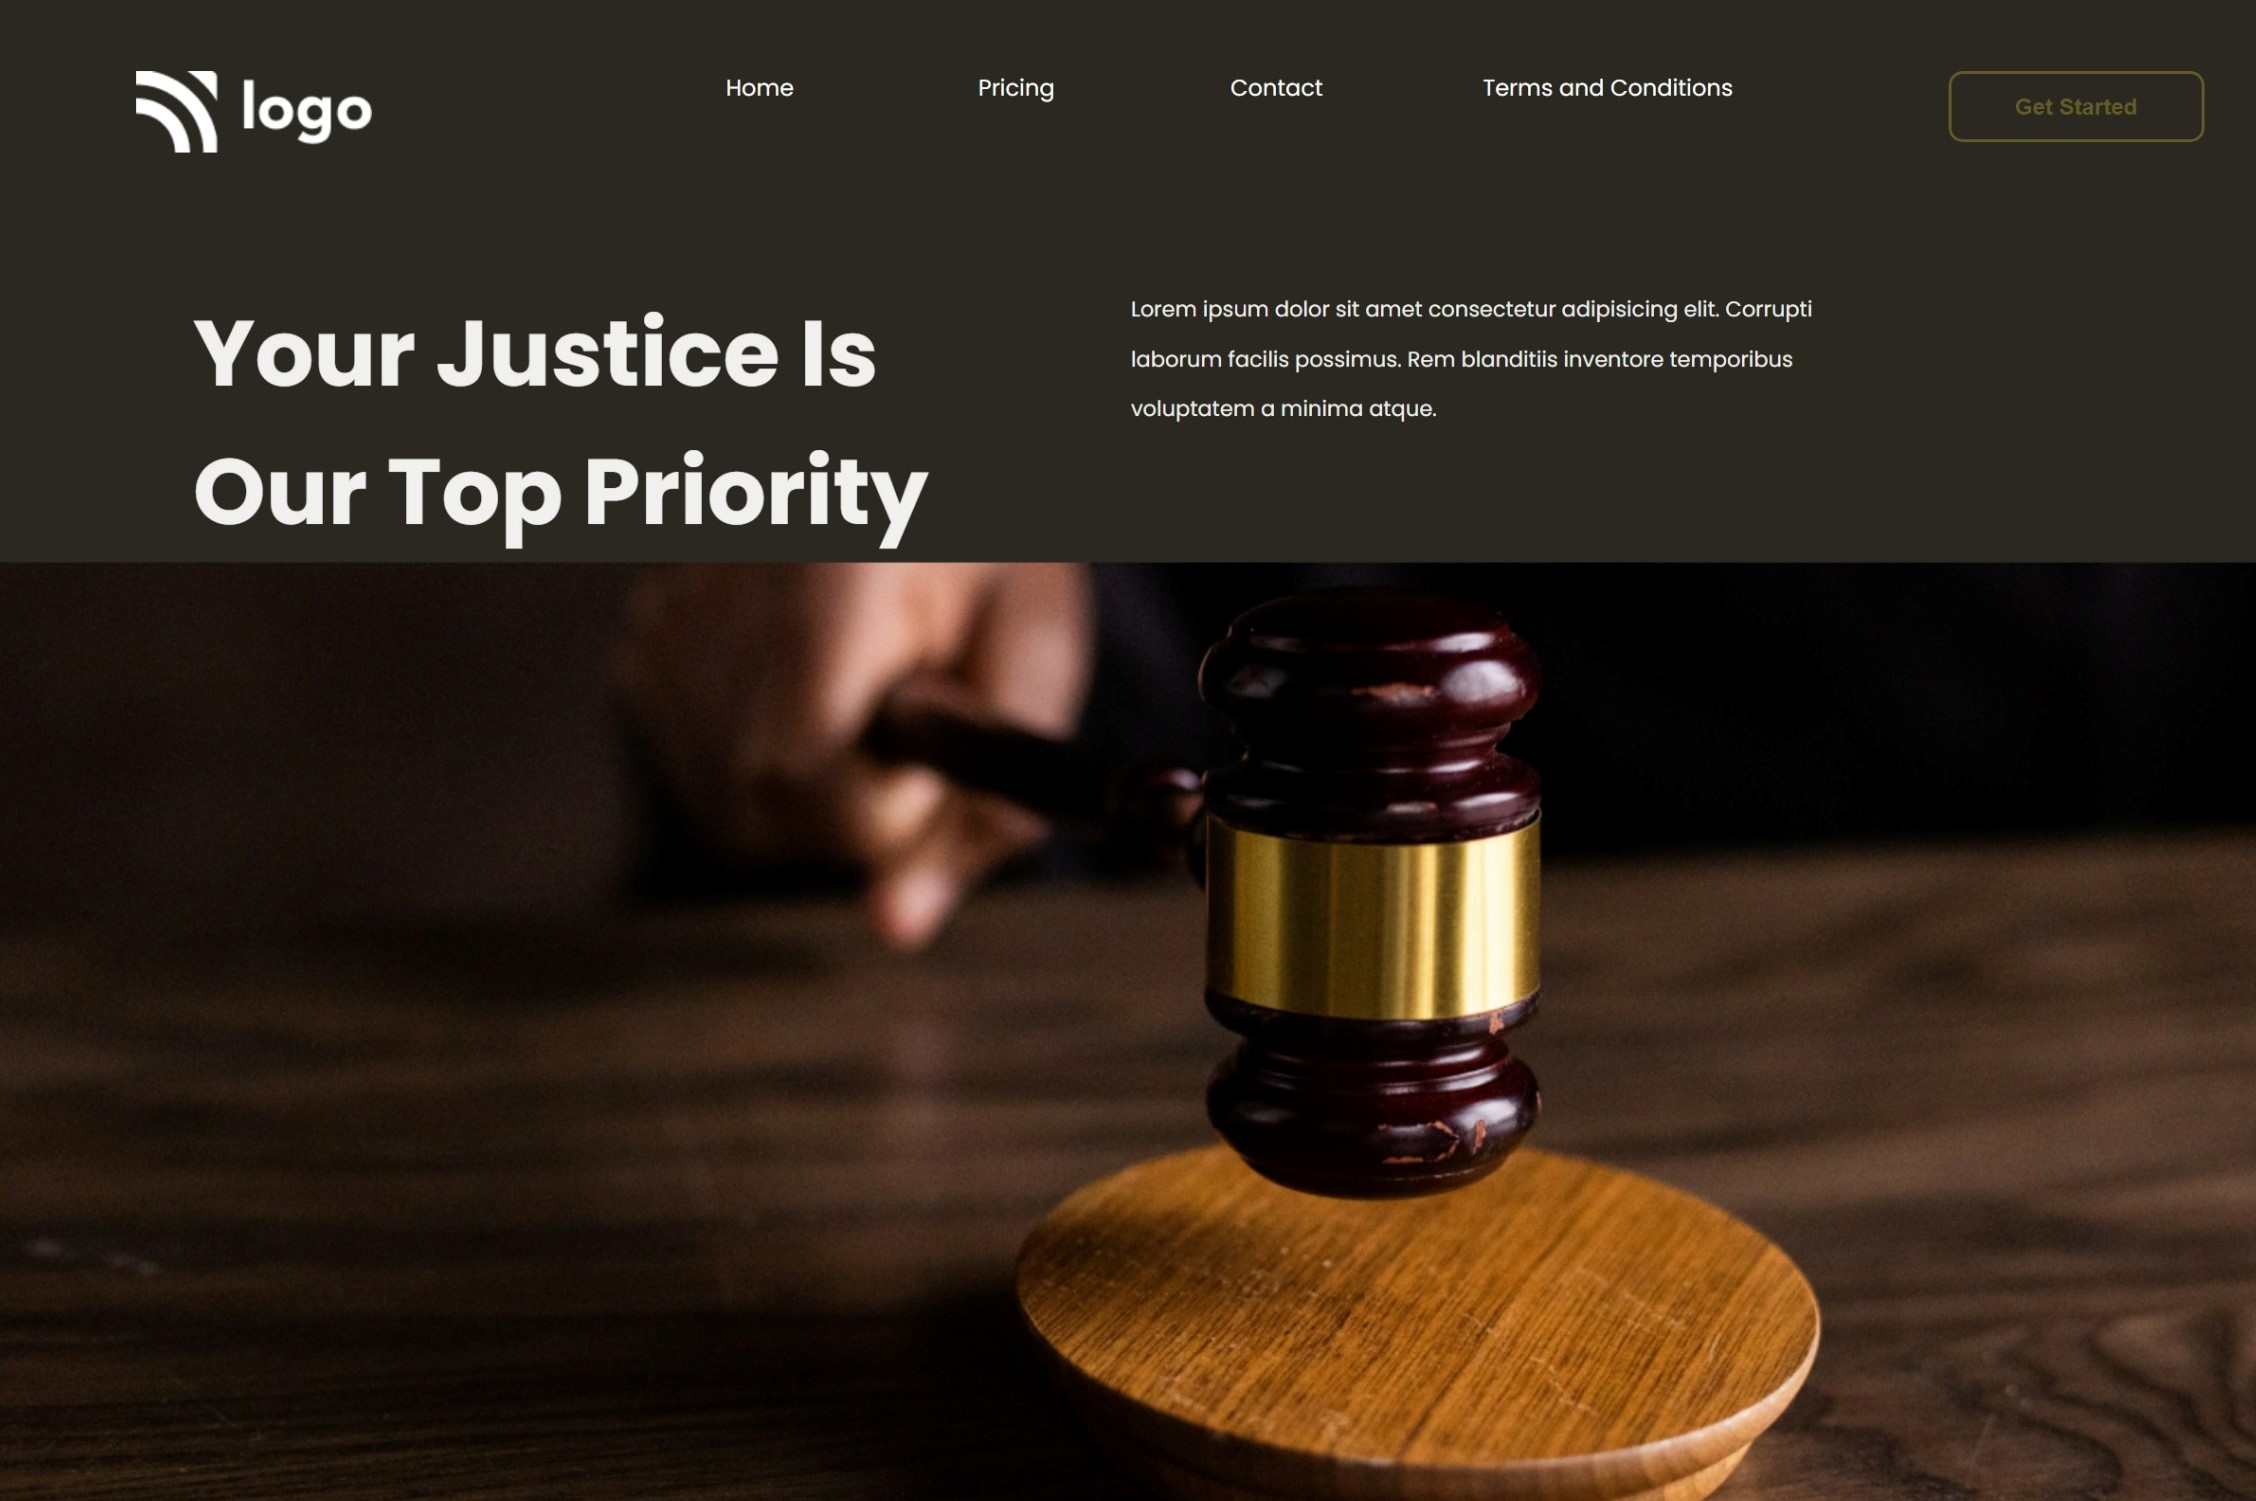 logo
Home
Pricing
Contact
Terms and Conditions
Get Started
Your Justice Is
Our Top Priority
Lorem ipsum dolor sit amet consectetur adipisicing elit. Corrupti
laborum facilis possimus. Rem blanditiis inventore temporibus
voluptatem a minima atque.